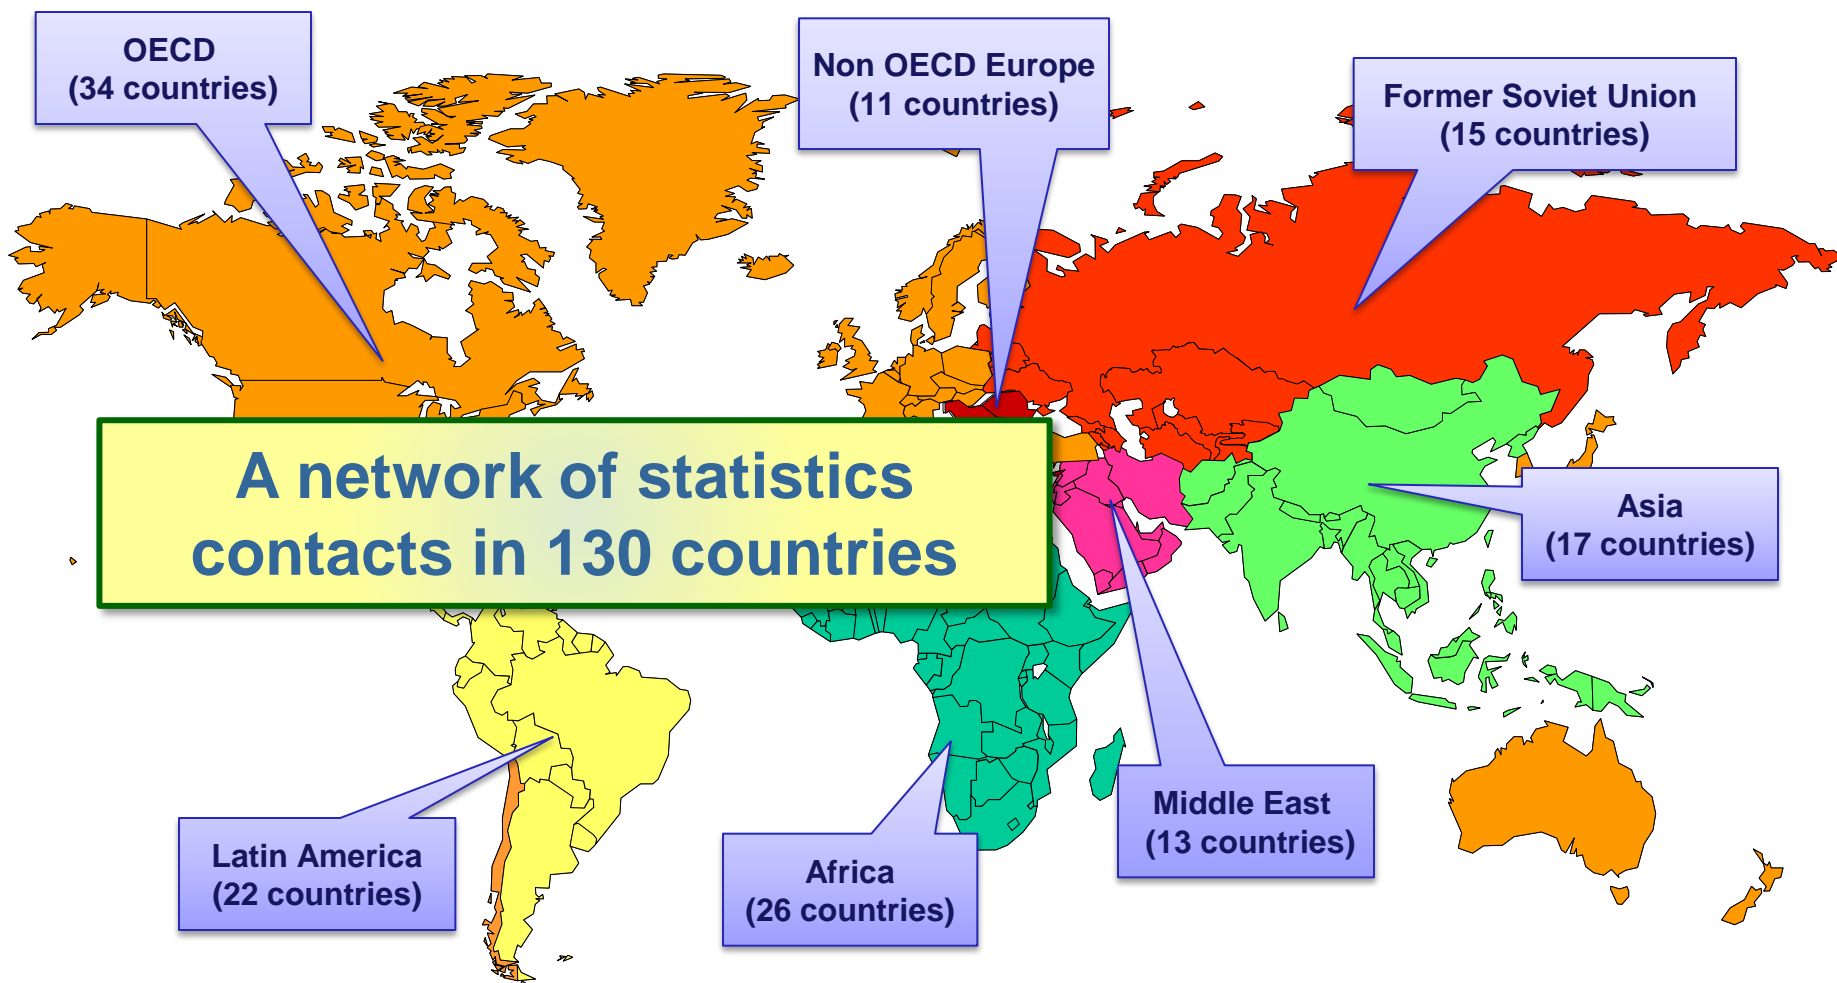 OECD
(34 countries)
Non OECD Europe
(11 countries)
Former Soviet Union
(15 countries)
A network of statistics
contacts in 130 countries
Asia
(17 countries)
Middle East
(13 countries)
Latin America
(22 countries)
Africa
(26 countries)